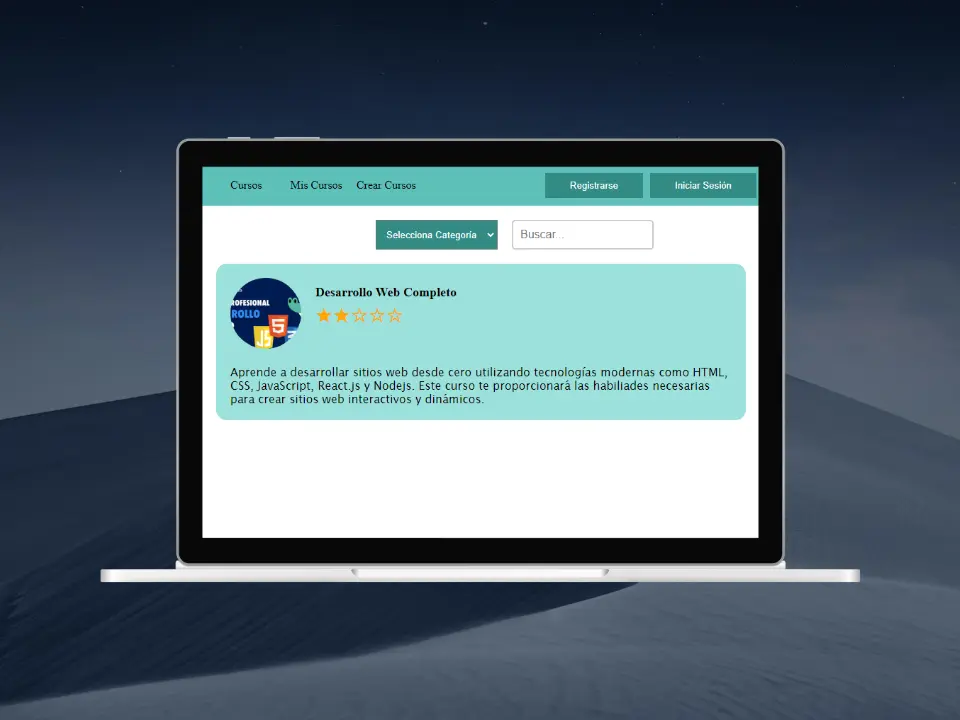 Cursos Mis Cursos Crear Cursos Registrarse Iniciar Sesión
Selecciona Categoría Buscar...
ROFESIONAL
ROLLO
5
JS
Desarrollo Web Completo
Aprende a desarrollar sitios web desde cero utilizando tecnologías modernas como HTML,
CSS, JavaScript, React.js y Nodejs. Este curso te proporcionará las habiliades necesarias
para crear sitios web interactivos y dinámicos.